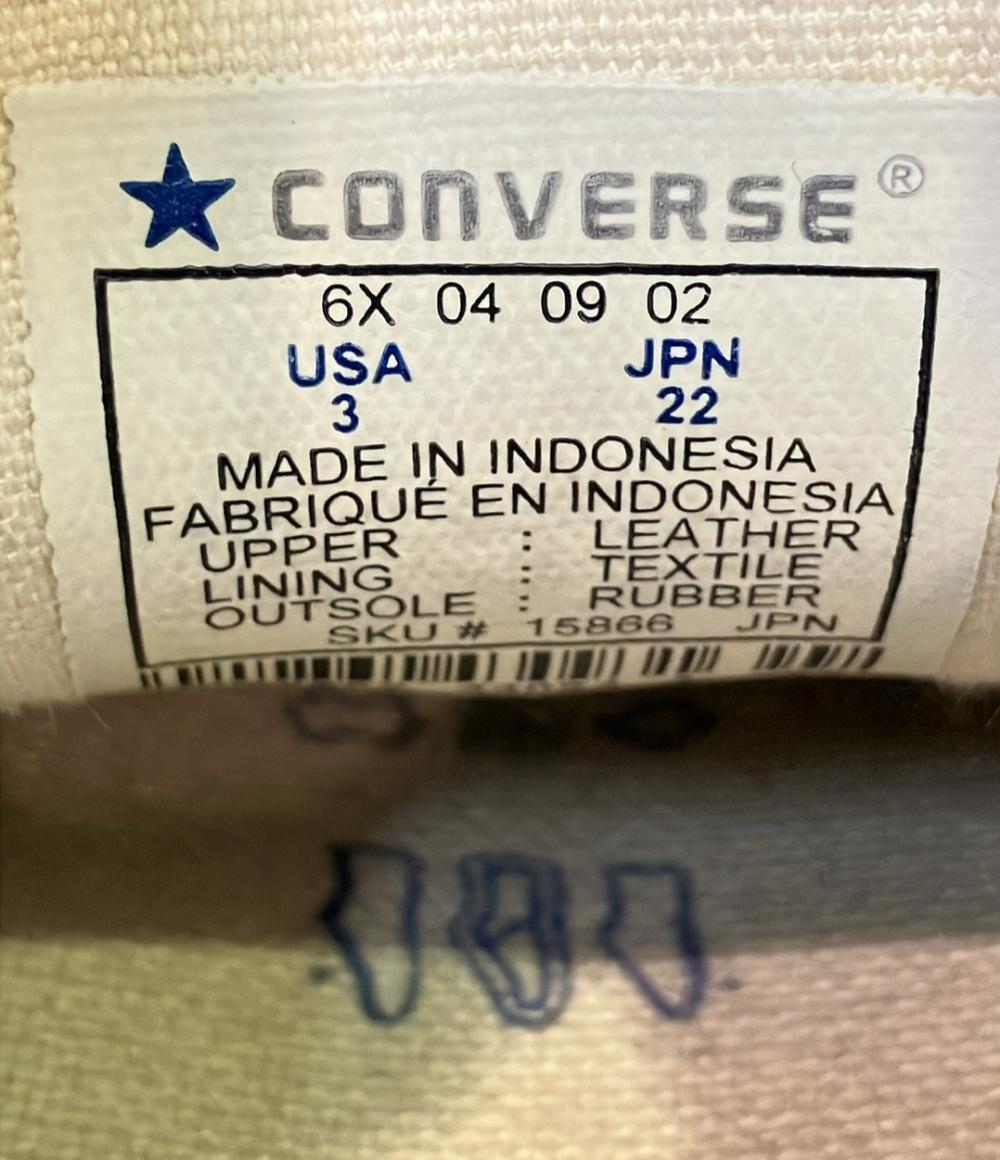 ★ CONVERSE®
6X 04 09 02
USA JPN
3 22
MADE IN INDONESIA
FABRIQUÉ EN INDONESIA
UPPER : LEATHER
LINING : TEXTILE
OUTSOLE : RUBBER
SKU # 15866 JPN